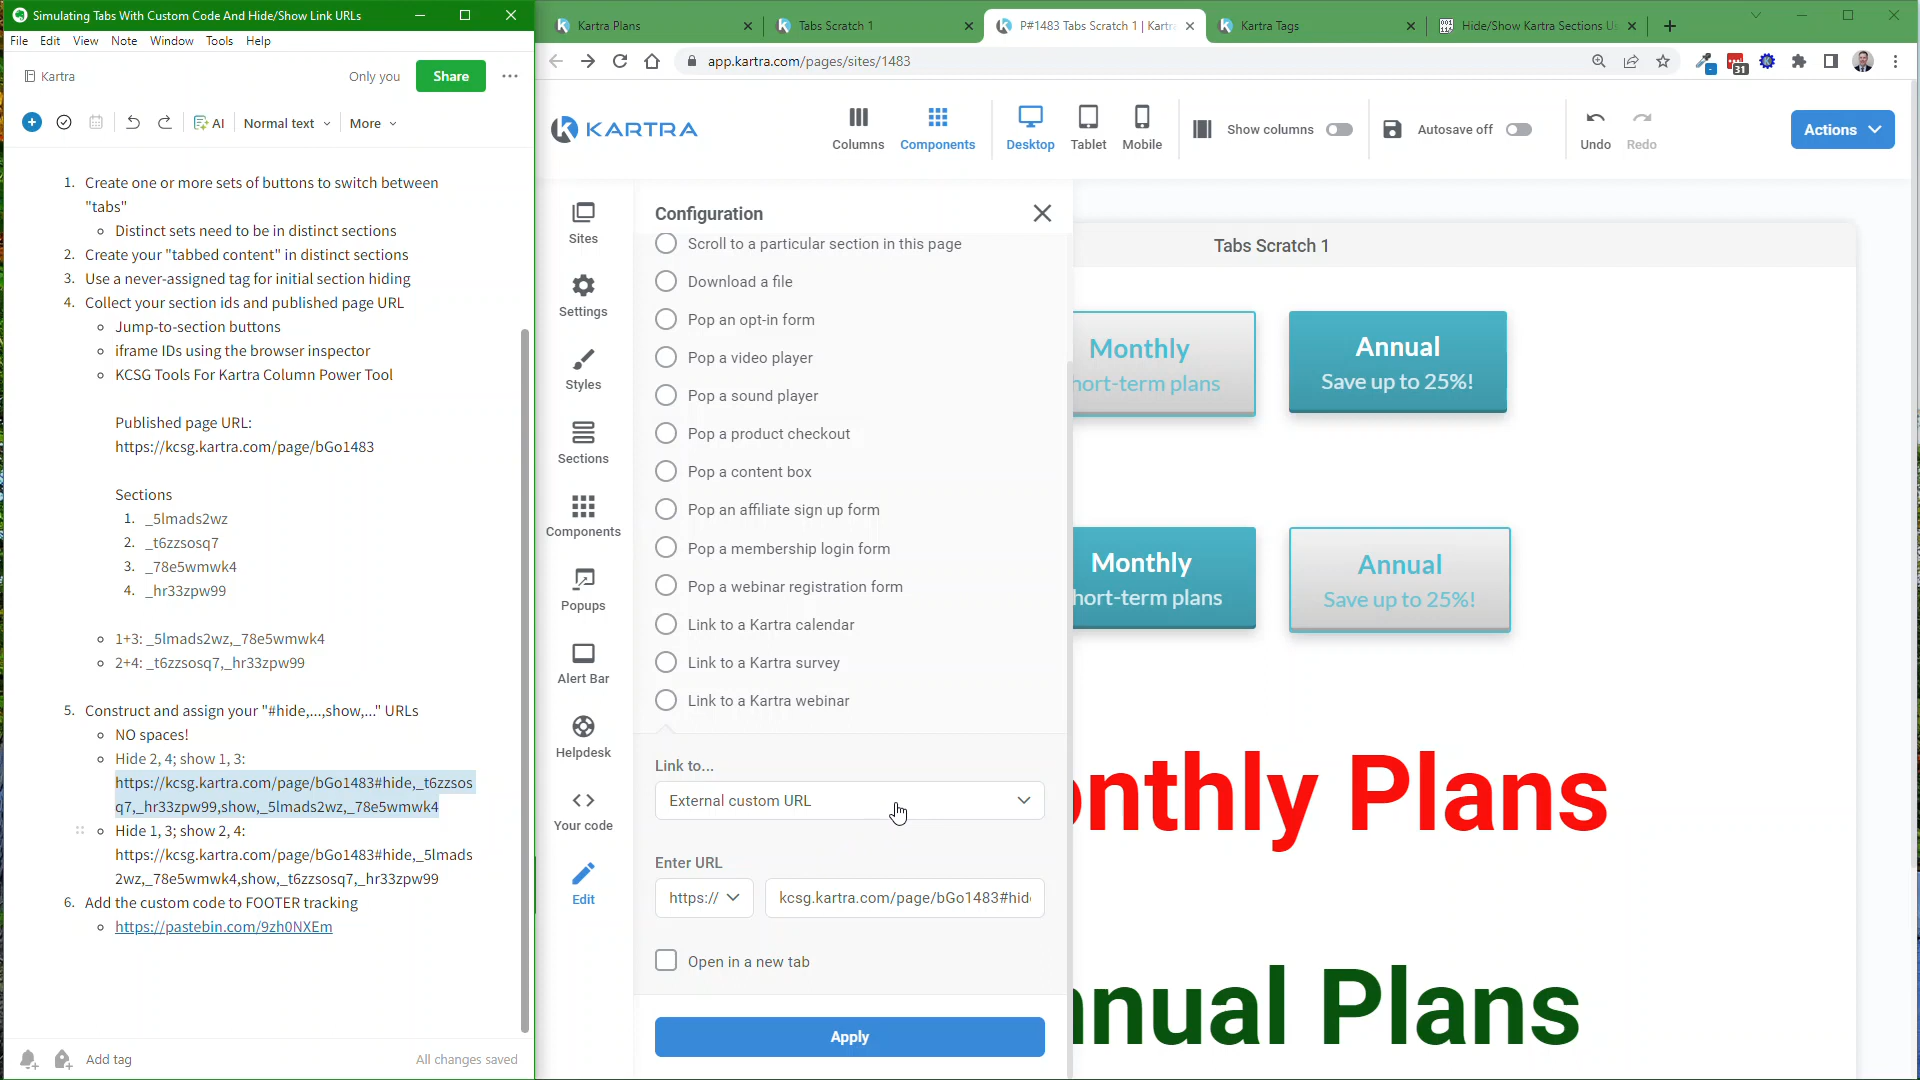 Simulating Tabs With Custom Code And Hide/Show Link URLs
File Edit View Note Window Tools Help
Kartra
Only you
Share
AI
Normal text
More
1. Create one or more sets of buttons to switch between
"tabs"
Distinct sets need to be in distinct sections
2. Create your "tabbed content" in distinct sections
3. Use a never-assigned tag for initial section hiding
4. Collect your section ids and published page URL
Jump-to-section buttons
iframe IDs using the browser inspector
KCSG Tools For Kartra Column Power Tool
Published page URL:
https://kcsg.kartra.com/page/bGo1483
Sections
1. _5lmads2wz
2. _t6zzsosq7
3. _78e5wmwk4
4. _hr33zpw99
1+3: _5lmads2wz,_78e5wmwk4
2+4: _t6zzsosq7,_hr33zpw99
5. Construct and assign your "#hide,...,show,..." URLs
NO spaces!
Hide 2, 4; show 1, 3:
https://kcsg.kartra.com/page/bGo1483#hide,_t6zzsos
q7,_hr33zpw99,show,_5lmads2wz,_78e5wmwk4
Hide 1, 3; show 2, 4:
https://kcsg.kartra.com/page/bGo1483#hide,_5lmads
2wz,_78e5wmwk4,show,_t6zzsosq7,_hr33zpw99
6. Add the custom code to FOOTER tracking
https://pastebin.com/9zh0NXEm
Add tag
All changes saved
Kartra Plans
Tabs Scratch 1
P#1483 Tabs Scratch 1 | Kartr
Kartra Tags
Hide/Show Kartra Sections Us
app.kartra.com/pages/sites/1483
31
KARTRA
Columns
Components
Desktop
Tablet
Mobile
Show columns
Autosave off
Undo
Redo
Actions
Sites
Settings
Styles
Sections
Components
Popups
Alert Bar
Helpdesk
Your code
Edit
Configuration
Scroll to a particular section in this page
Download a file
Pop an opt-in form
Pop a video player
Pop a sound player
Pop a product checkout
Pop a content box
Pop an affiliate sign up form
Pop a membership login form
Pop a webinar registration form
Link to a Kartra calendar
Link to a Kartra survey
Link to a Kartra webinar
Link to...
External custom URL
Enter URL
https://
kcsg.kartra.com/page/bGo1483#hid
Open in a new tab
Apply
Tabs Scratch 1
Monthly
hort-term plans
Annual
Save up to 25%!
Monthly
hort-term plans
Annual
Save up to 25%!
onthly Plans
nnual Plans